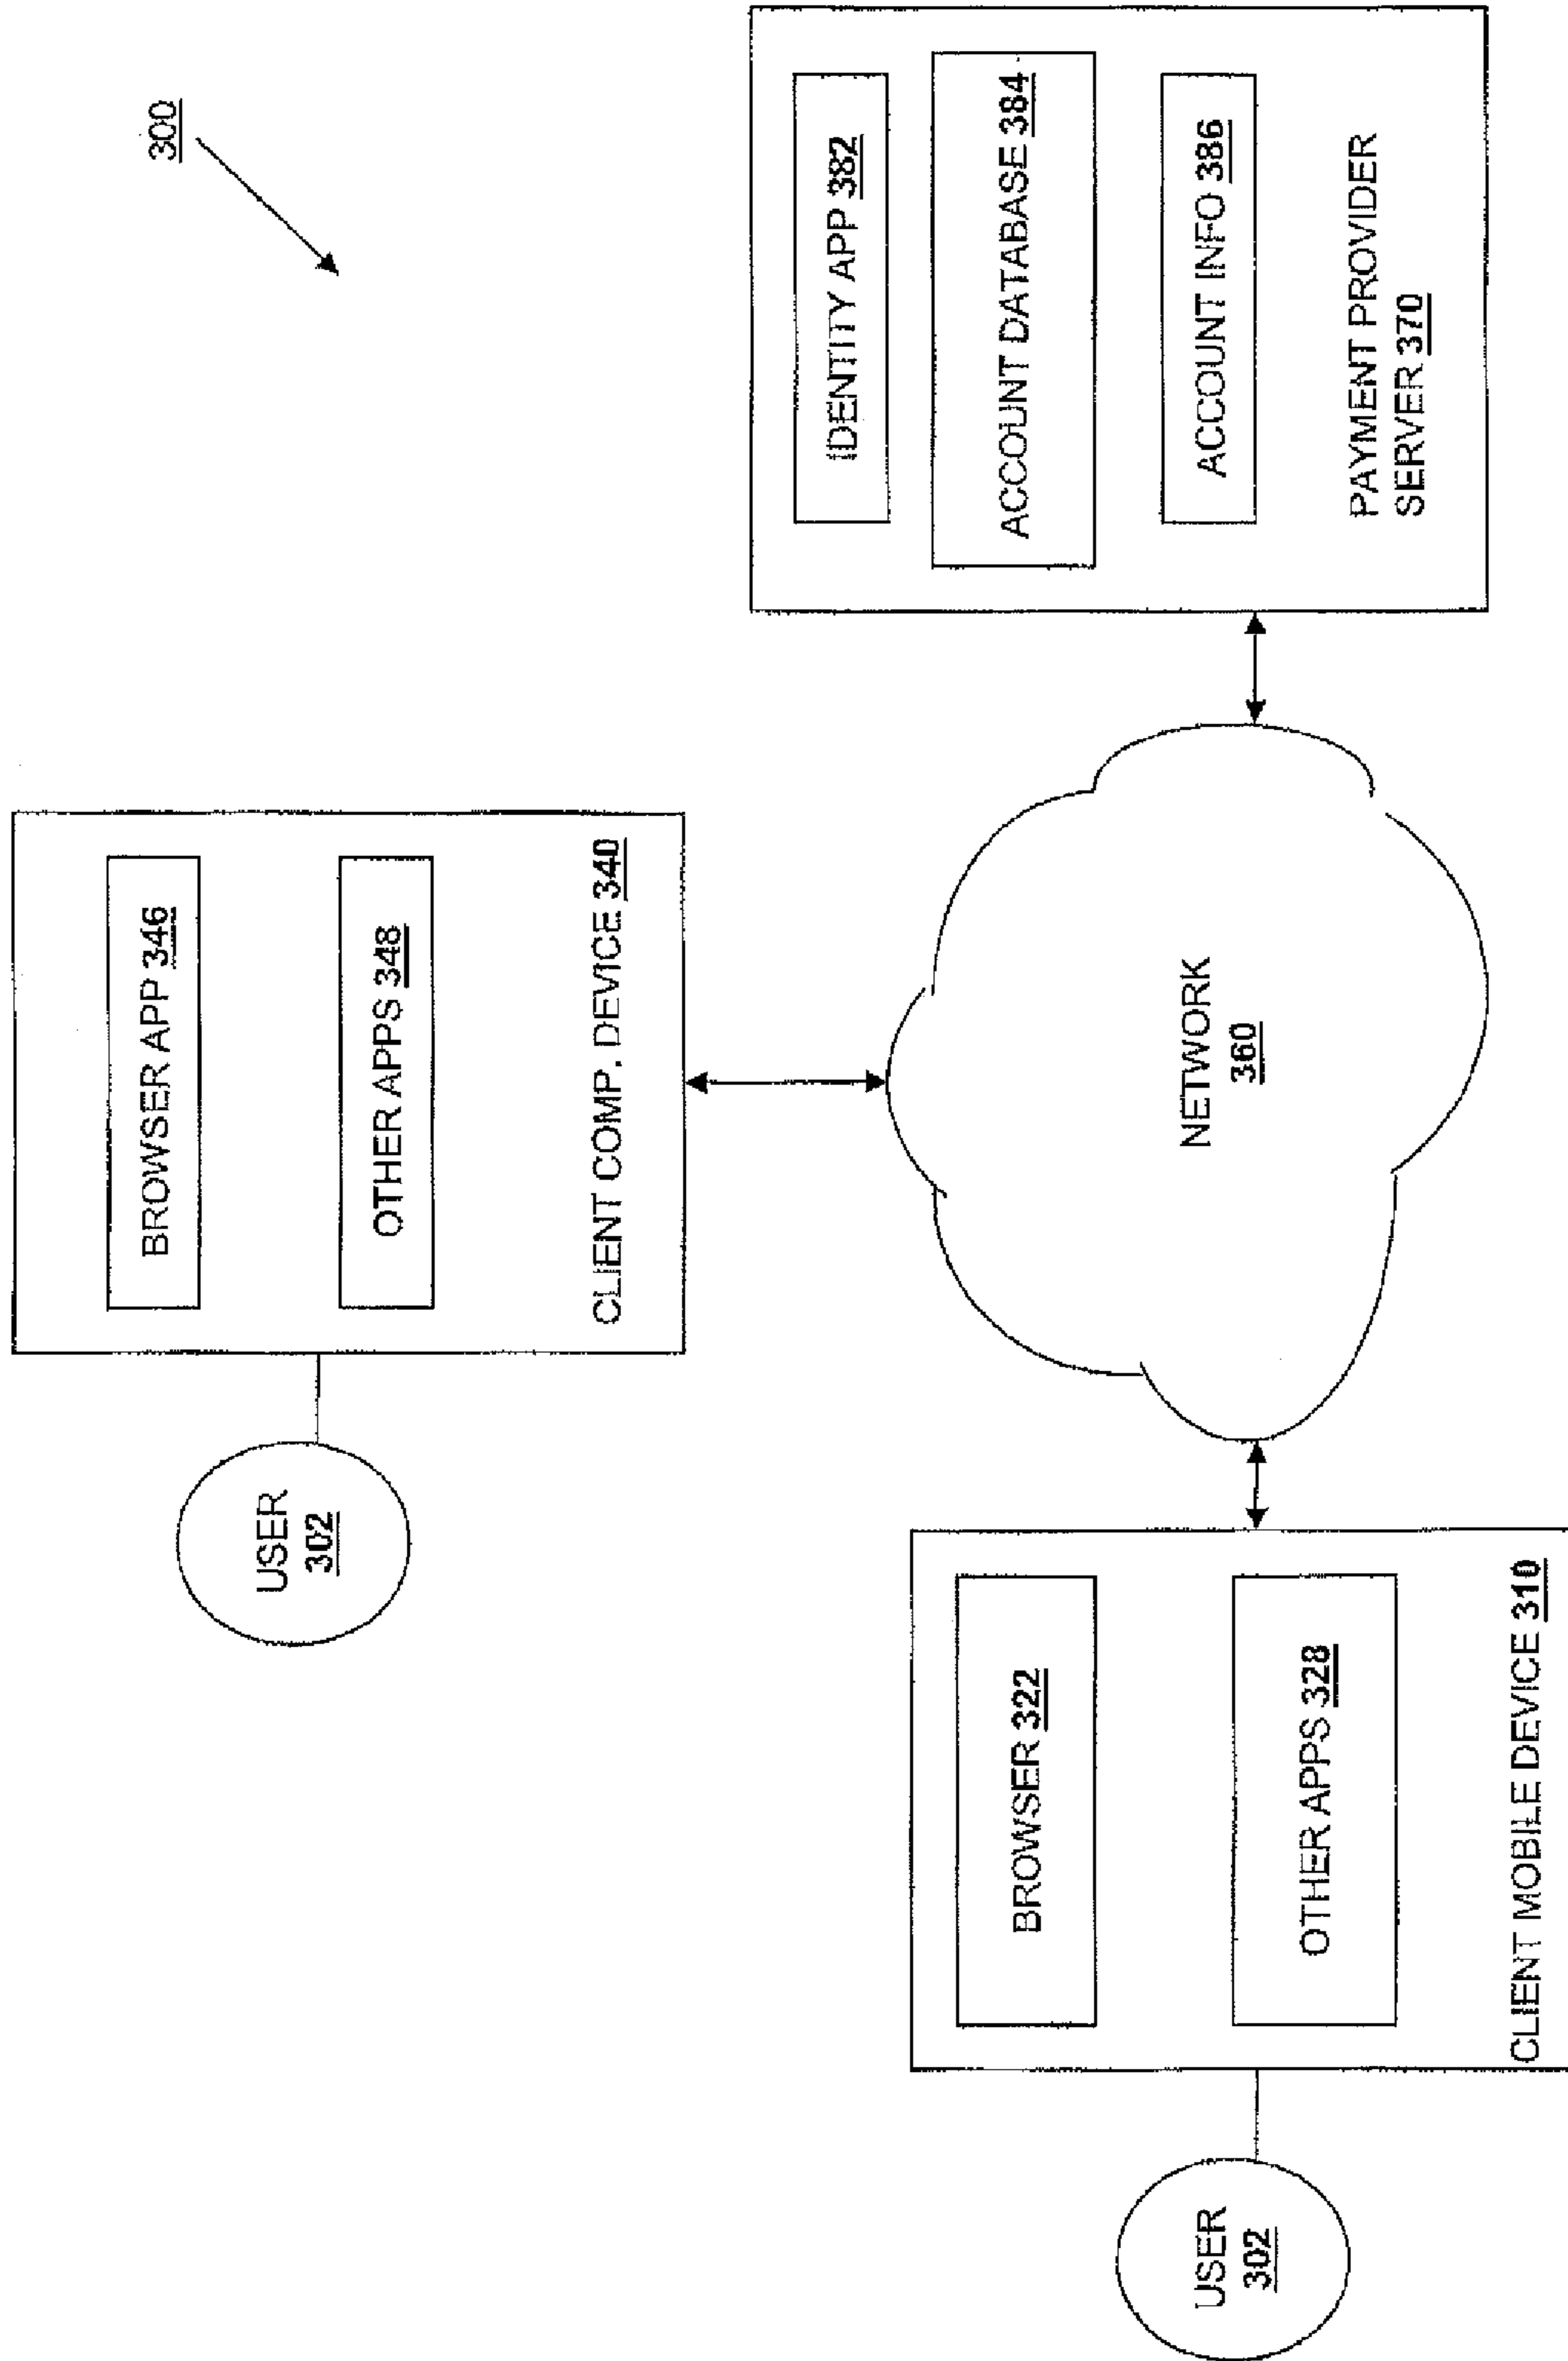 300
USER
302
BROWSER APP 346
OTHER APPS 348
CLIENT COMP. DEVICE 340
USER
302
BROWSER 322
OTHER APPS 328
CLIENT MOBILE DEVICE 310
NETWORK
360
IDENTITY APP 382
ACCOUNT DATABASE 384
ACCOUNT INFO 386
PAYMENT PROVIDER
SERVER 370